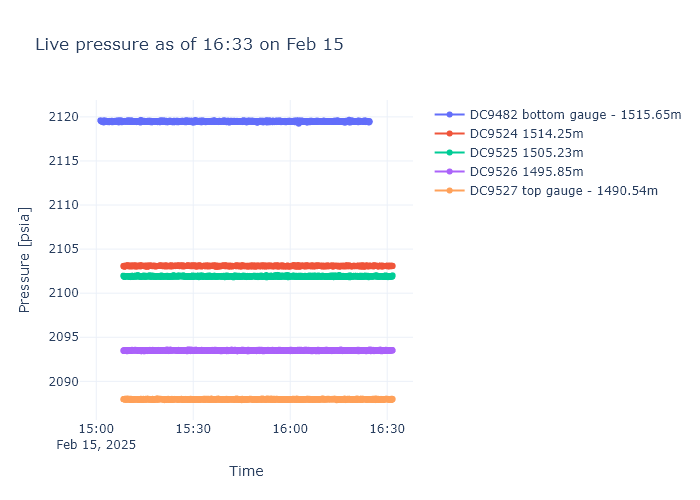 Live pressure as of 16:33 on Feb 15
DC9482 bottom gauge - 1515.65m
DC9524 1514.25m
DC9525 1505.23m
DC9526 1495.85m
DC9527 top gauge - 1490.54m
Pressure [psia]
2120
2115
2110
2105
2100
2095
2090
15:00
15:30
16:00
16:30
Feb 15, 2025
Time